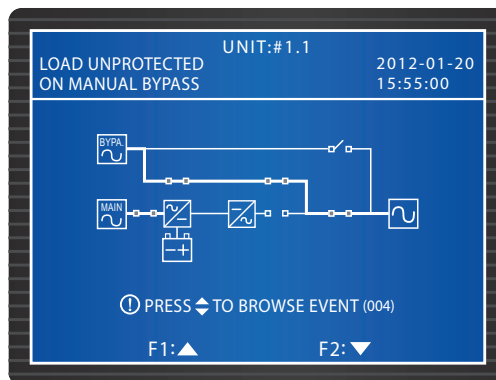 UNIT:#1.1
LOAD UNPROTECTED
ON MANUAL BYPASS
2012-01-20
15:55:00
BYPA.
MAIN
PRESS TO BROWSE EVENT (004)
F1:
F2: